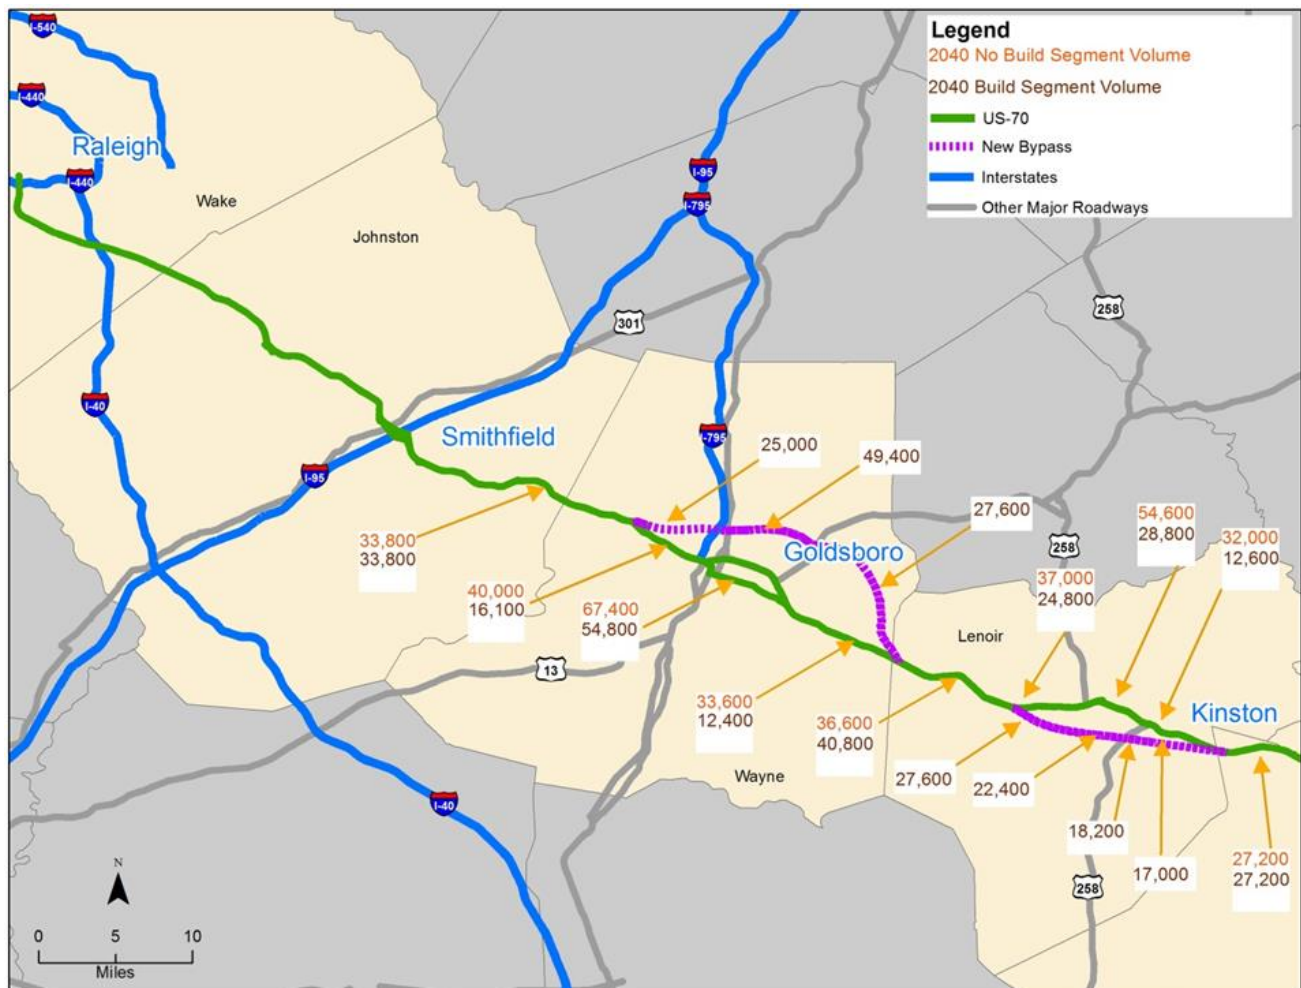 Legend
2040 No Build Segment Volume
2040 Build Segment Volume
US-70
New Bypass
Interstates
Other Major Roadways
I-540
I-440
Raleigh
I-440
Wake
Johnston
I-95
I-795
301
258
I-40
Smithfield
I-795
I-95
25,000
49,400
27,600
Goldsboro
33,800
33,800
40,000
16,100
67,400
54,800
54,600
28,800
32,000
12,600
258
37,000
24,800
Lenoir
13
33,600
12,400
36,600
40,800
Kinston
Wayne
27,600
22,400
18,200
17,000
27,200
27,200
I-40
258
N
0
5
10
Miles